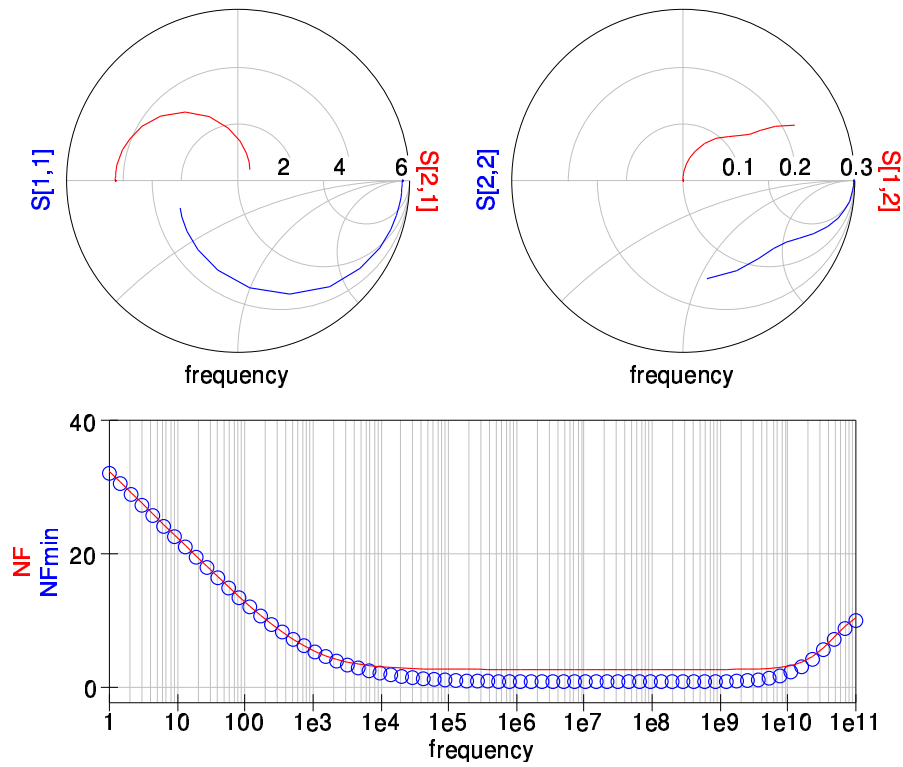 S[1,1]
2 4 6
S[2,1]
frequency
S[2,2]
0.1 0.2 0.3
S[1,2]
frequency
NF
NFmin
40
20
0
1 10 100 1e3 1e4 1e5 1e6 1e7 1e8 1e9 1e10 1e11
frequency